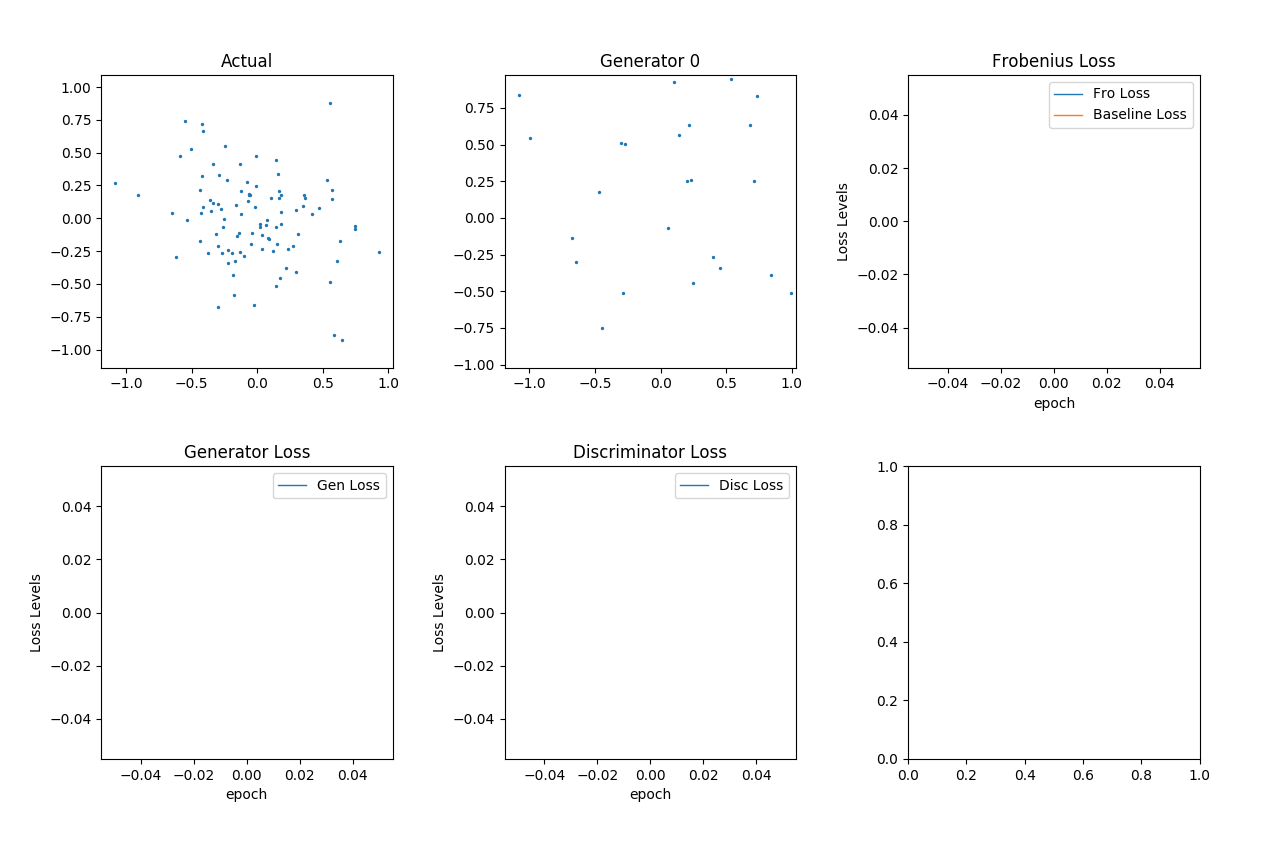 Actual
1.00
0.75
0.50
0.25
0.00
−0.25
−0.50
−0.75
−1.00
−1.0 −0.5 0.0 0.5 1.0
Generator 0
0.75
0.50
0.25
0.00
−0.25
−0.50
−0.75
−1.00
−1.0 −0.5 0.0 0.5 1.0
Frobenius Loss
Fro Loss
Baseline Loss
Loss Levels
0.04
0.02
0.00
−0.02
−0.04
−0.04 −0.02 0.00 0.02 0.04
epoch
Generator Loss
Gen Loss
Loss Levels
0.04
0.02
0.00
−0.02
−0.04
−0.04 −0.02 0.00 0.02 0.04
epoch
Discriminator Loss
Disc Loss
Loss Levels
0.04
0.02
0.00
−0.02
−0.04
−0.04 −0.02 0.00 0.02 0.04
epoch
1.0
0.8
0.6
0.4
0.2
0.0
0.0 0.2 0.4 0.6 0.8 1.0